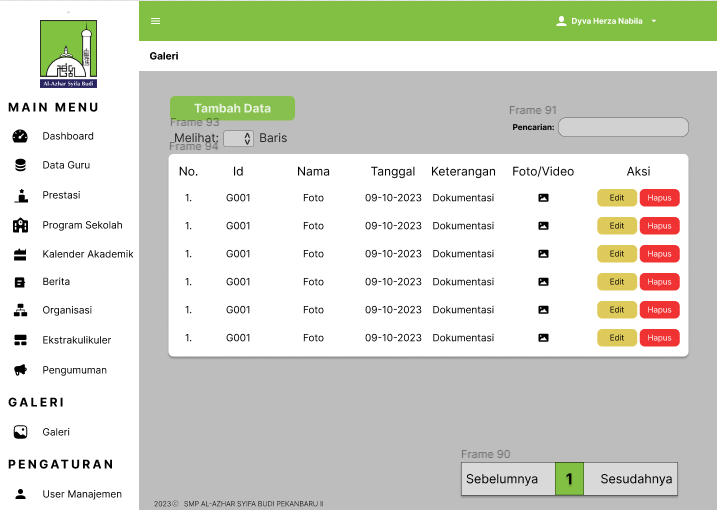 Dyva Herza Nabila
Al-Azhar Syifa Budi
Galeri
MAIN MENU
Dashboard
Data Guru
Prestasi
Program Sekolah
Kalender Akademik
Berita
Organisasi
Ekstrakulikuler
Pengumuman
GALERI
Galeri
PENGATURAN
User Manajemen
Tambah Data
Frame 93
Melihat: Baris
Frame 94
Frame 91
Pencarian:
No. Id Nama Tanggal Keterangan Foto/Video Aksi
1. G001 Foto 09-10-2023 Dokumentasi Edit Hapus
1. G001 Foto 09-10-2023 Dokumentasi Edit Hapus
1. G001 Foto 09-10-2023 Dokumentasi Edit Hapus
1. G001 Foto 09-10-2023 Dokumentasi Edit Hapus
1. G001 Foto 09-10-2023 Dokumentasi Edit Hapus
1. G001 Foto 09-10-2023 Dokumentasi Edit Hapus
Frame 90
Sebelumnya 1 Sesudahnya
2023© SMP AL-AZHAR SYIFA BUDI PEKANBARU II